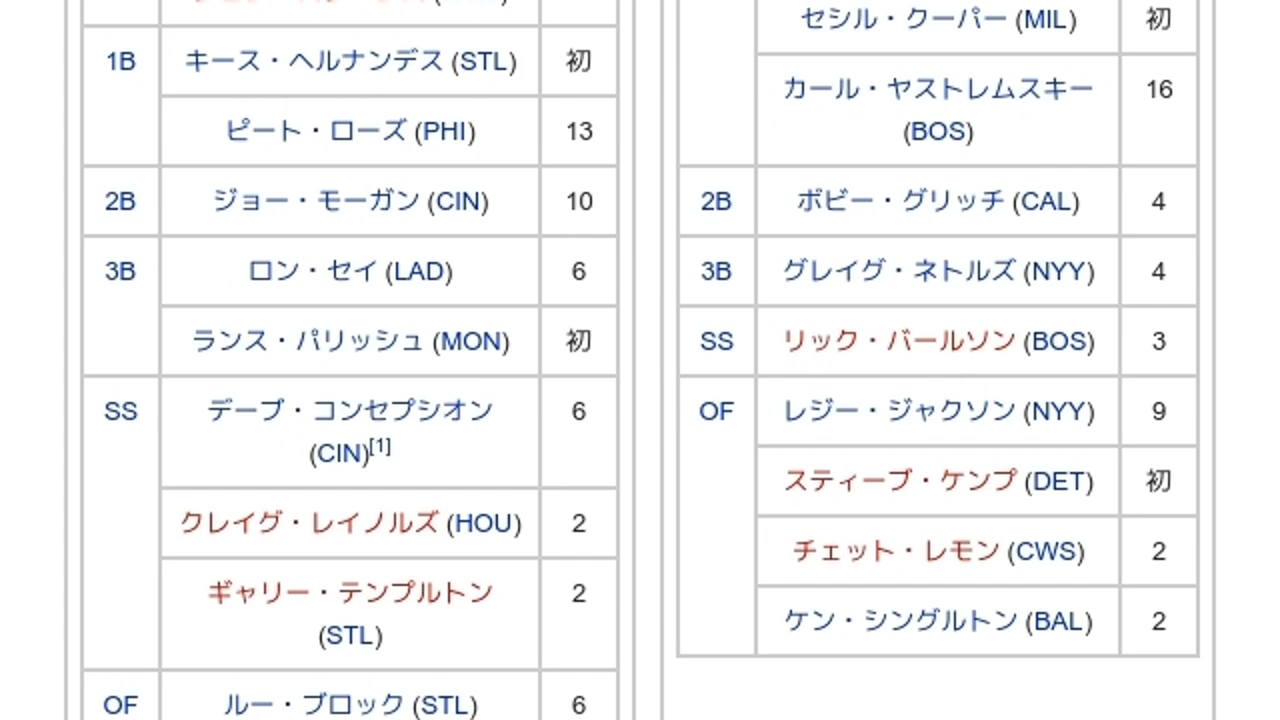 1B キース・ヘルナンデス (STL) 初
ピート・ローズ (PHI) 13
2B ジョー・モーガン (CIN) 10
3B ロン・セイ (LAD) 6
ランス・パリッシュ (MON) 初
SS デーブ・コンセプシオン 6
(CIN)[1]
クレイグ・レイノルズ (HOU) 2
ギャリー・テンプルトン 2
(STL)
OF ルー・ブロック (STL) 6
セシル・クーパー (MIL) 初
カール・ヤストレムスキー 16
(BOS)
2B ボビー・グリッチ (CAL) 4
3B グレイグ・ネトルズ (NYY) 4
SS リック・バールソン (BOS) 3
OF レジー・ジャクソン (NYY) 9
スティーブ・ケンプ (DET) 初
チェット・レモン (CWS) 2
ケン・シングルトン (BAL) 2